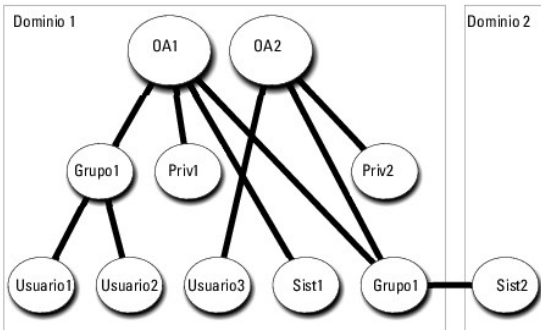 Dominio 1
Dominio 2
OA1
OA2
Grupo1
Priv1
Priv2
Usuario1
Usuario2
Usuario3
Sist1
Grupo1
Sist2